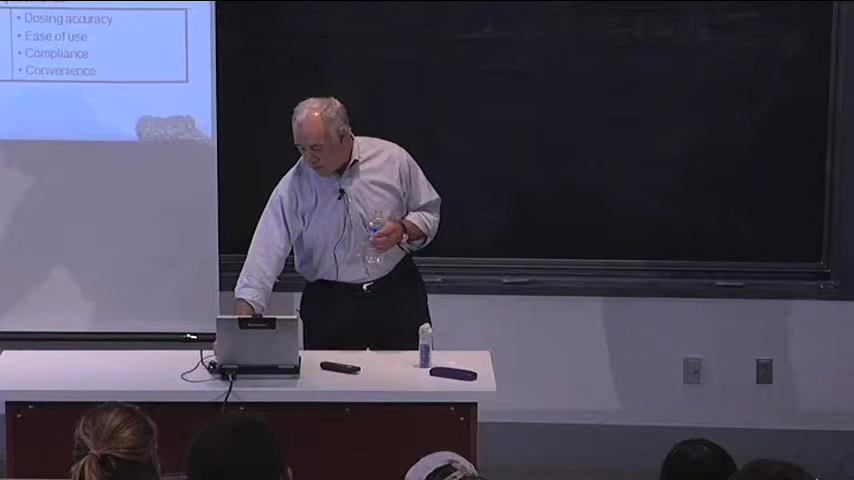 • Dosing accuracy
• Ease of use
• Compliance
• Convenience